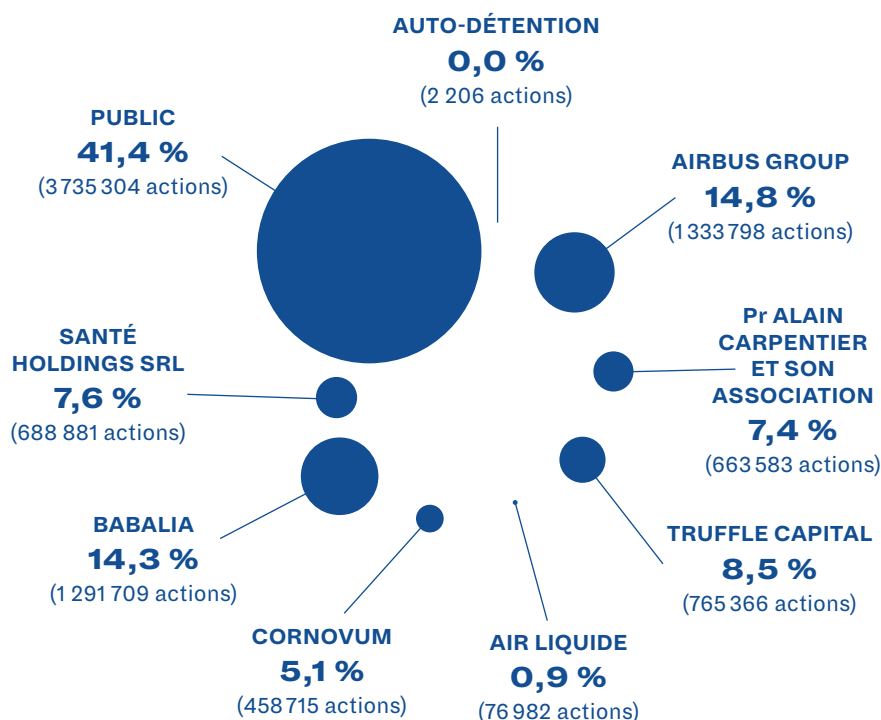 AUTO-DÉTENTION
0,0 %
(2 206 actions)
PUBLIC
41,4 %
(3 735 304 actions)
AIRBUS GROUP
14,8 %
(1 333 798 actions)
Pr ALAIN
CARPENTIER
ET SON
ASSOCIATION
7,4 %
(663 583 actions)
SANTÉ
HOLDINGS SRL
7,6 %
(688 881 actions)
BABALIA
14,3 %
(1 291 709 actions)
TRUFFLE CAPITAL
8,5 %
(765 366 actions)
CORNOVUM
5,1 %
(458 715 actions)
AIR LIQUIDE
0,9 %
(76 982 actions)